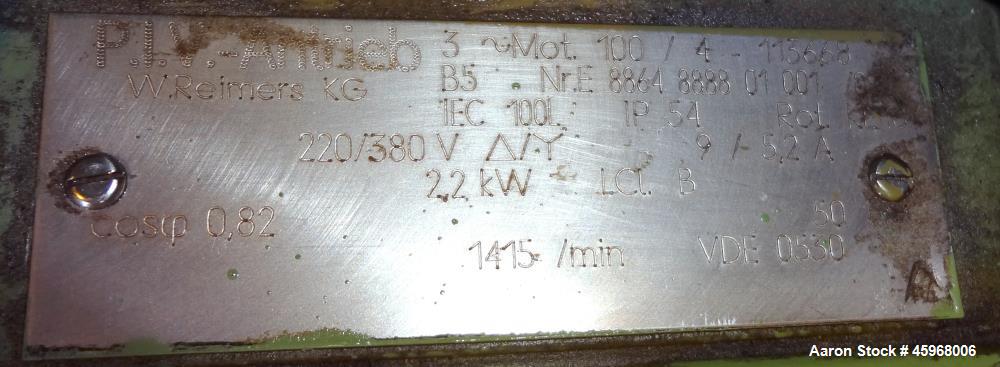 P.I.V.-Antrieb
W.Reimers KG
3 ~Mot. 100 / 4 - 113668
B5 Nr.E 8864 8888 01 001
IEC 100L IP 54 Rot.
220/380 V Δ/Y 9 / 5,2 A
2,2 kW I.Cl. B
cosφ 0,82 50
1415 /min VDE 0530
Aaron Stock # 45968006